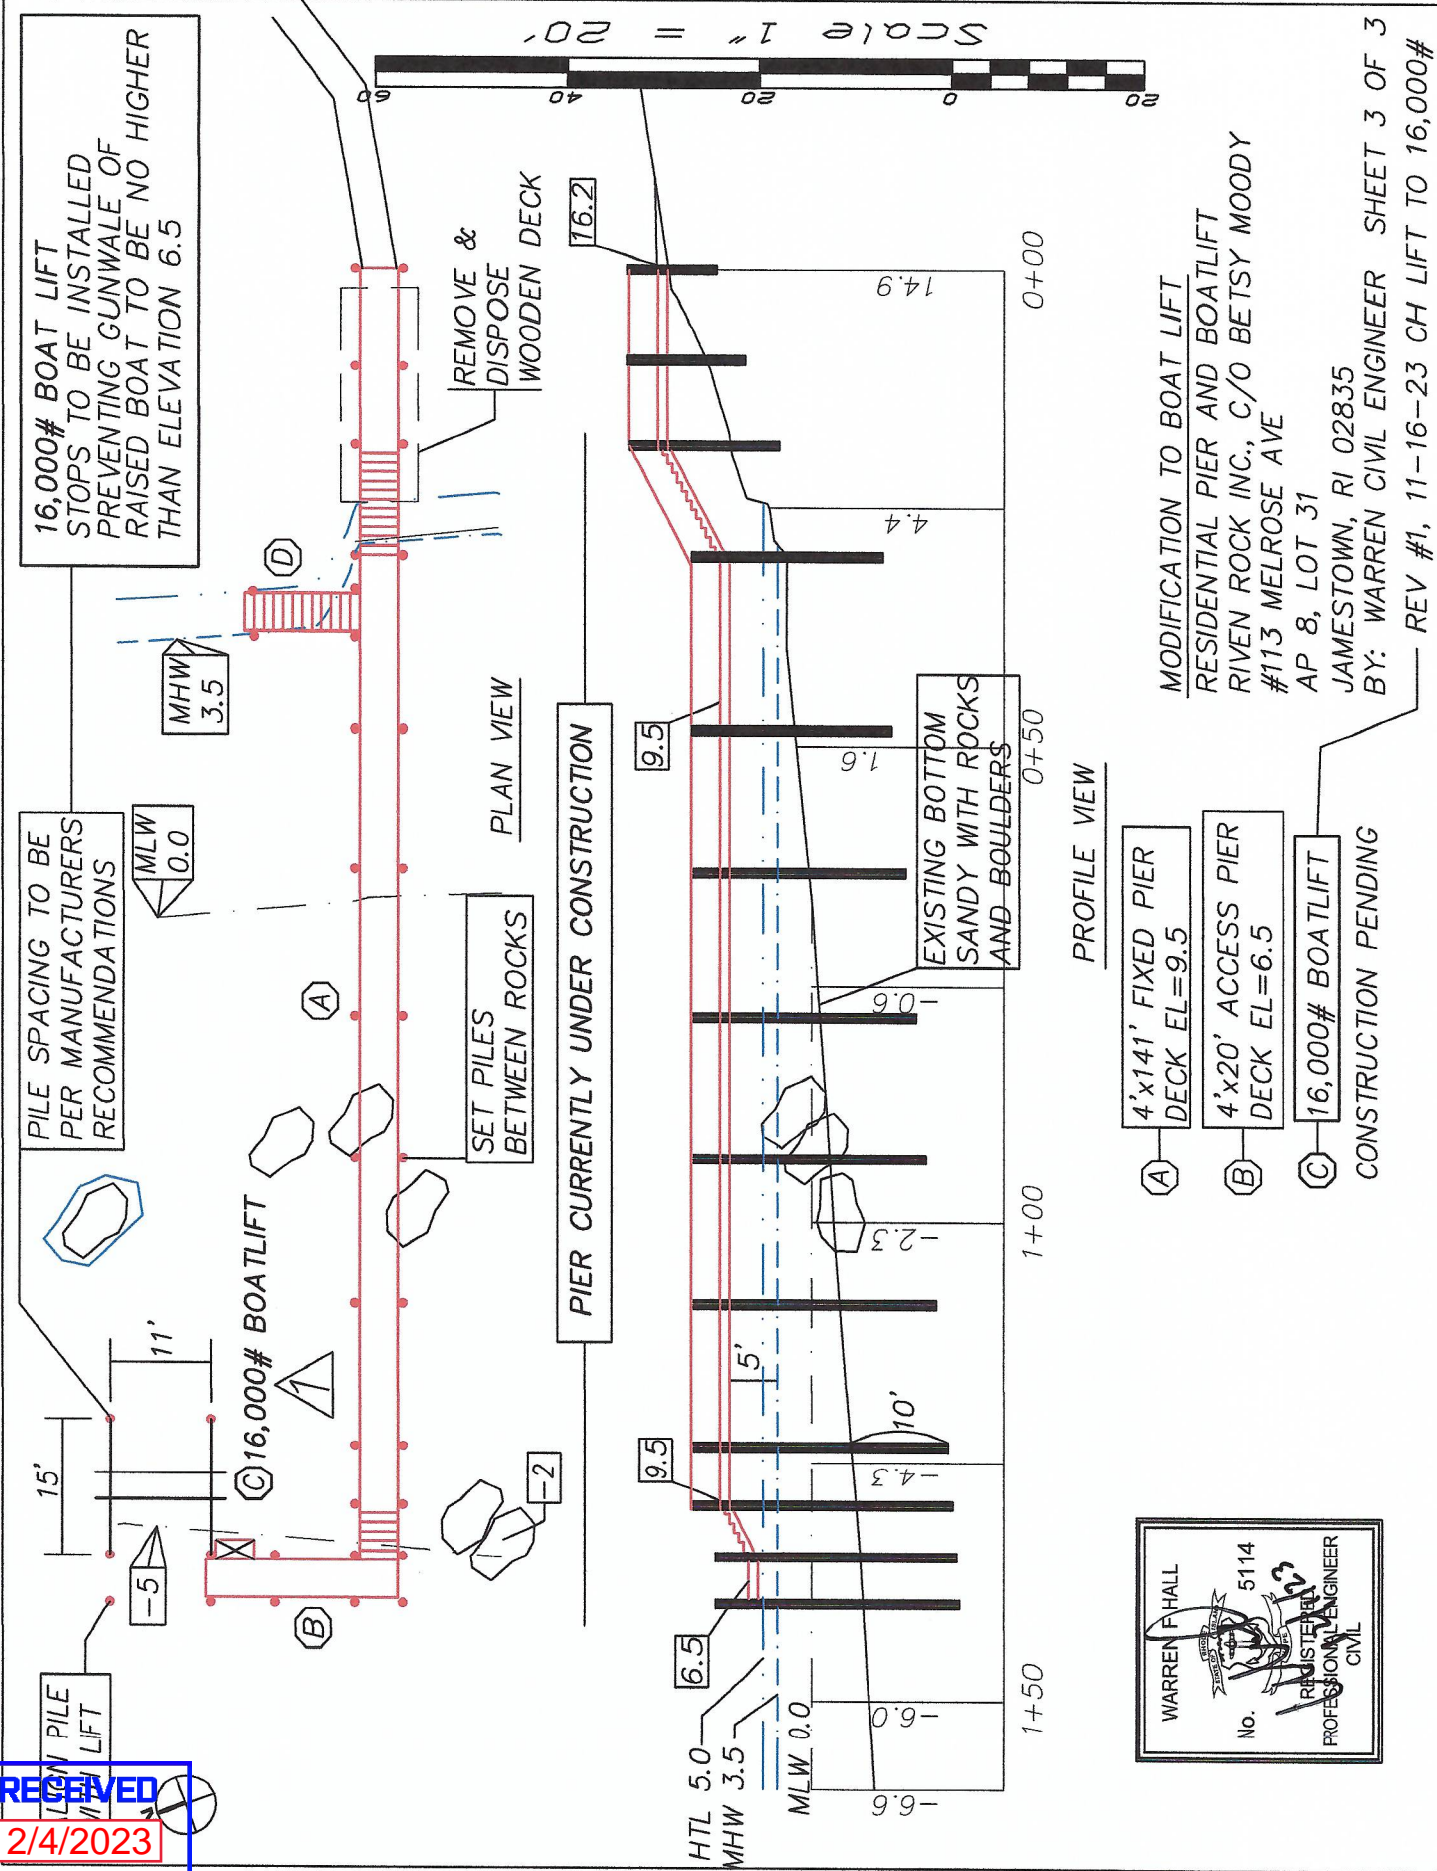 16,000# BOAT LIFT
STOPS TO BE INSTALLED
PREVENTING GUNWALE OF
RAISED BOAT TO BE NO HIGHER
THAN ELEVATION 6.5
PILE SPACING TO BE
PER MANUFACTURERS
RECOMMENDATIONS
PILE
LIFT
RECEIVED
2/4/2023
15'
11'
C 16,000# BOATLIFT
1
-5
B
MLW
0.0
MHW
3.5
D
A
-2
SET PILES
BETWEEN ROCKS
REMOVE &
DISPOSE
WOODEN DECK
PLAN VIEW
PIER CURRENTLY UNDER CONSTRUCTION
Scale 1" = 20'
60
40
20
0
20
16.2
9.5
9.5
6.5
5'
10'
HTL 5.0
MHW 3.5
MLW 0.0
EXISTING BOTTOM
SANDY WITH ROCKS
AND BOULDERS
-6.6
-6.0
-4.3
-2.3
-0.6
1.6
4.4
14.9
1+50
1+00
0+50
0+00
PROFILE VIEW
A 4'x141' FIXED PIER
DECK EL=9.5
B 4'x20' ACCESS PIER
DECK EL=6.5
C 16,000# BOATLIFT
CONSTRUCTION PENDING
MODIFICATION TO BOAT LIFT
RESIDENTIAL PIER AND BOATLIFT
RIVEN ROCK INC., C/O BETSY MOODY
#113 MELROSE AVE
AP 8, LOT 31
JAMESTOWN, RI 02835
BY: WARREN CIVIL ENGINEER SHEET 3 OF 3
REV #1, 11-16-23 CH LIFT TO 16,000#
WARREN F HALL
No. 5114
REGISTERED
PROFESSIONAL ENGINEER
CIVIL